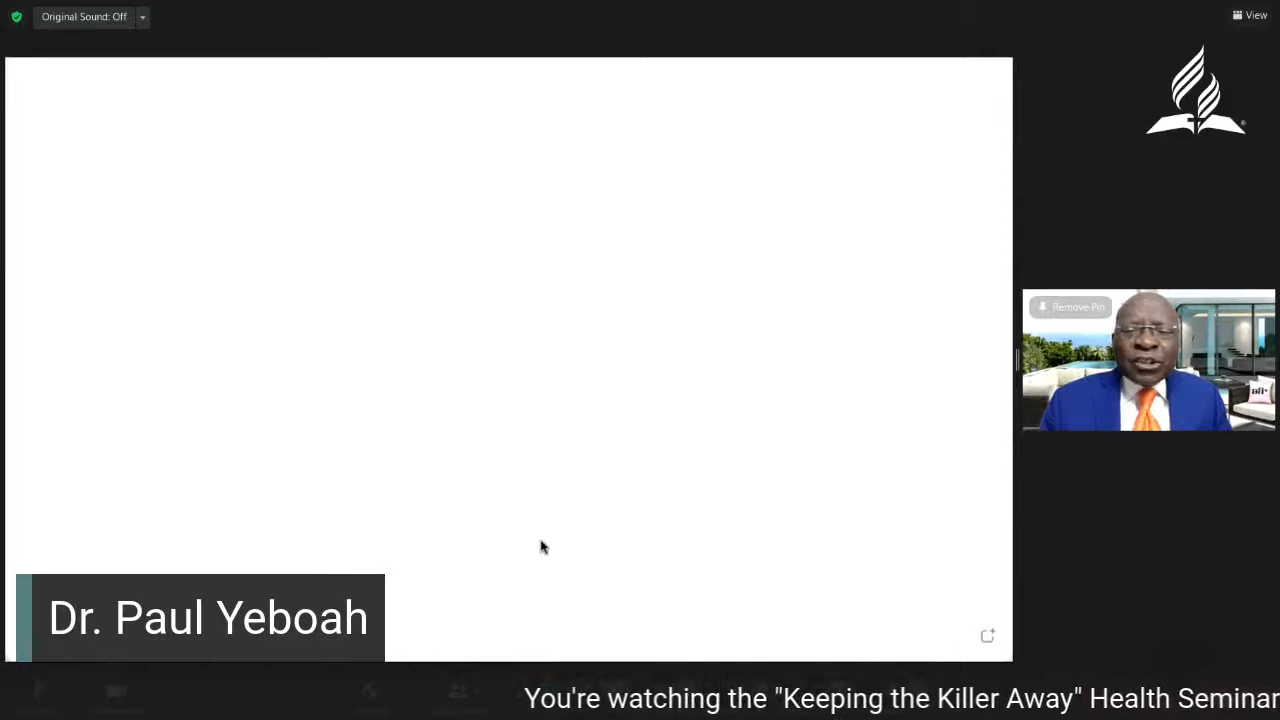 Original Sound: Off
View
Remove Pin
Dr. Paul Yeboah
You're watching the "Keeping the Killer Away" Health Seminar